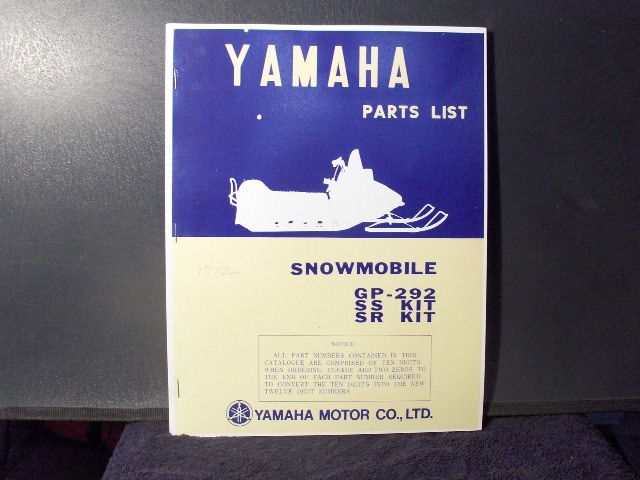 YAMAHA
PARTS LIST
1972
SNOWMOBILE
GP-292
SS KIT
SR KIT
NOTICE
ALL PART NUMBERS CONTAINED IN THIS
CATALOGUE ARE COMPRISED OF TEN DIGITS.
WHEN ORDERING, PLEASE ADD TWO ZEROS TO
THE END OF EACH PART NUMBER REQUIRED
TO CONVERT THE TEN DIGITS INTO THE NEW
TWELVE DIGIT NUMBERS.
YAMAHA MOTOR CO., LTD.